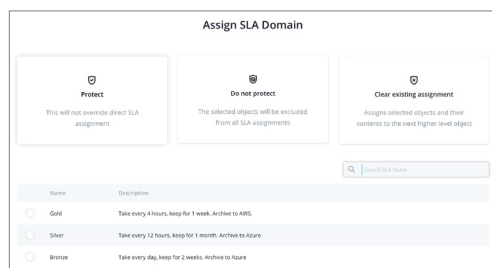 Assign SLA Domain
Protect
This will not override direct SLA
assignment
Do not protect
The selected objects will be excluded
from all SLA assignments
Clear existing assignment
Assigns selected objects and their
contents to the next higher level object
Search SLA Name
Name Description
Gold Take every 4 hours, keep for 1 week. Archive to AWS.
Silver Take every 12 hours, keep for 1 month. Archive to Azure
Bronze Take every day, keep for 2 weeks. Archive to Azure